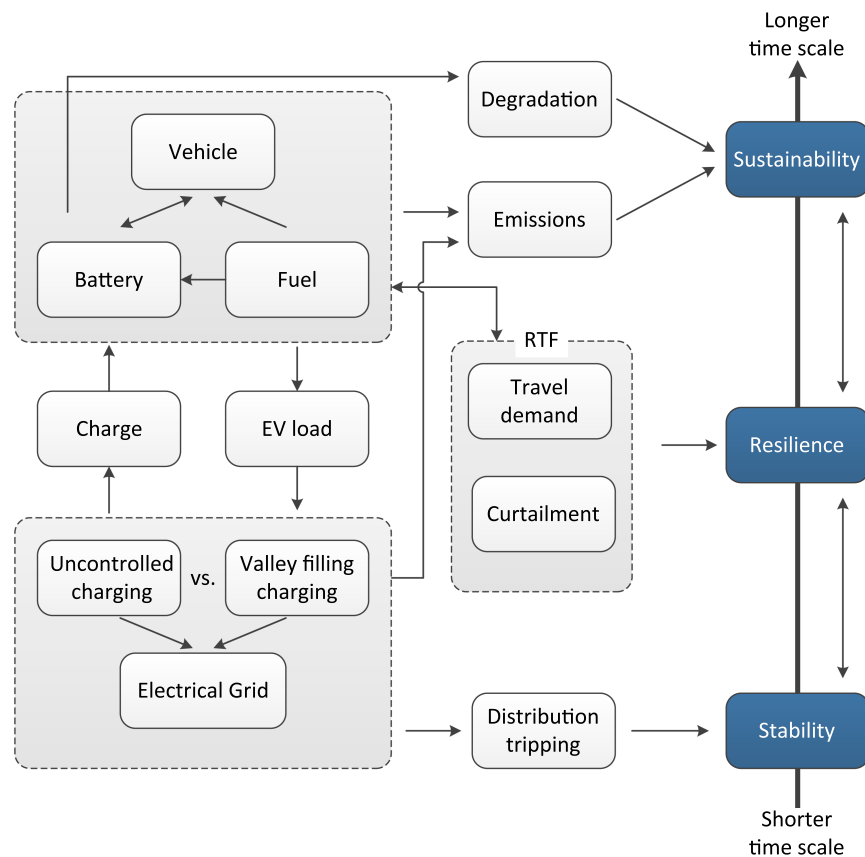 Longer
time scale
Degradation
Vehicle
Sustainability
Emissions
Battery
Fuel
RTF
Travel
demand
Charge
EV load
Resilience
Curtailment
Uncontrolled
charging
vs.
Valley filling
charging
Electrical Grid
Distribution
tripping
Stability
Shorter
time scale